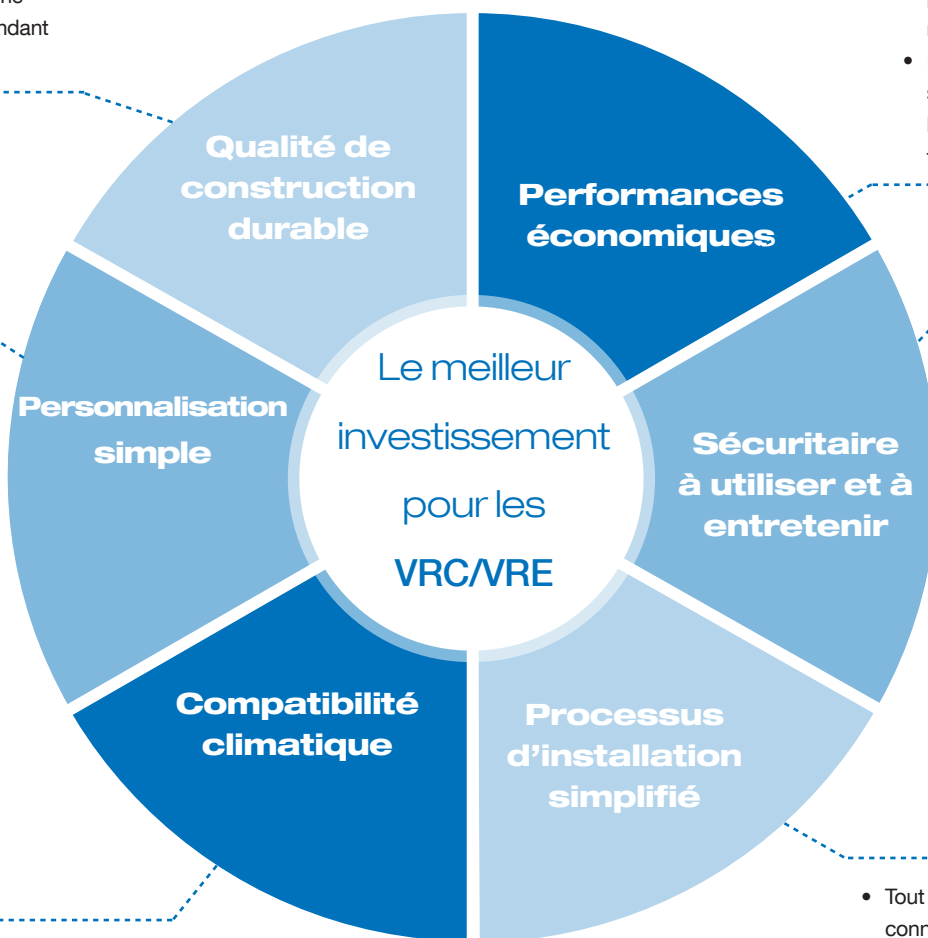 ndant
Qualité de
construction
durable
Performances
économiques
Personnalisation
simple
Le meilleur
investissement
pour les
VRC/VRE
Sécuritaire
à utiliser et à
entretenir
Compatibilité
climatique
Processus
d'installation
simplifié
• Tout
conn